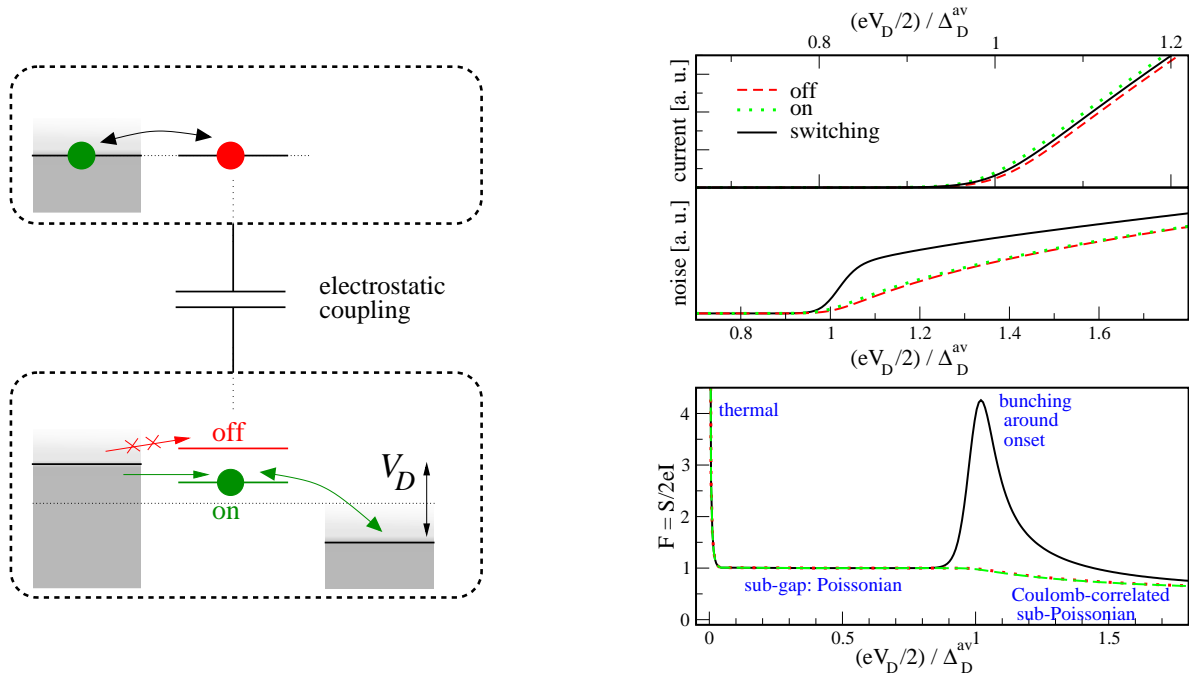 electrostatic
coupling
off
on
V_D
(eV_D/2) / Δ_D^av
0.8 1 1.2
current [a. u.]
off
on
switching
noise [a. u.]
0.8 1 1.2 1.4 1.6
(eV_D/2) / Δ_D^av
F = S/2eI
4
3
2
1
0
thermal
bunching
around
onset
sub-gap: Poissonian
Coulomb-correlated
sub-Poissonian
0 0.5 1 1.5
(eV_D/2) / Δ_D^av